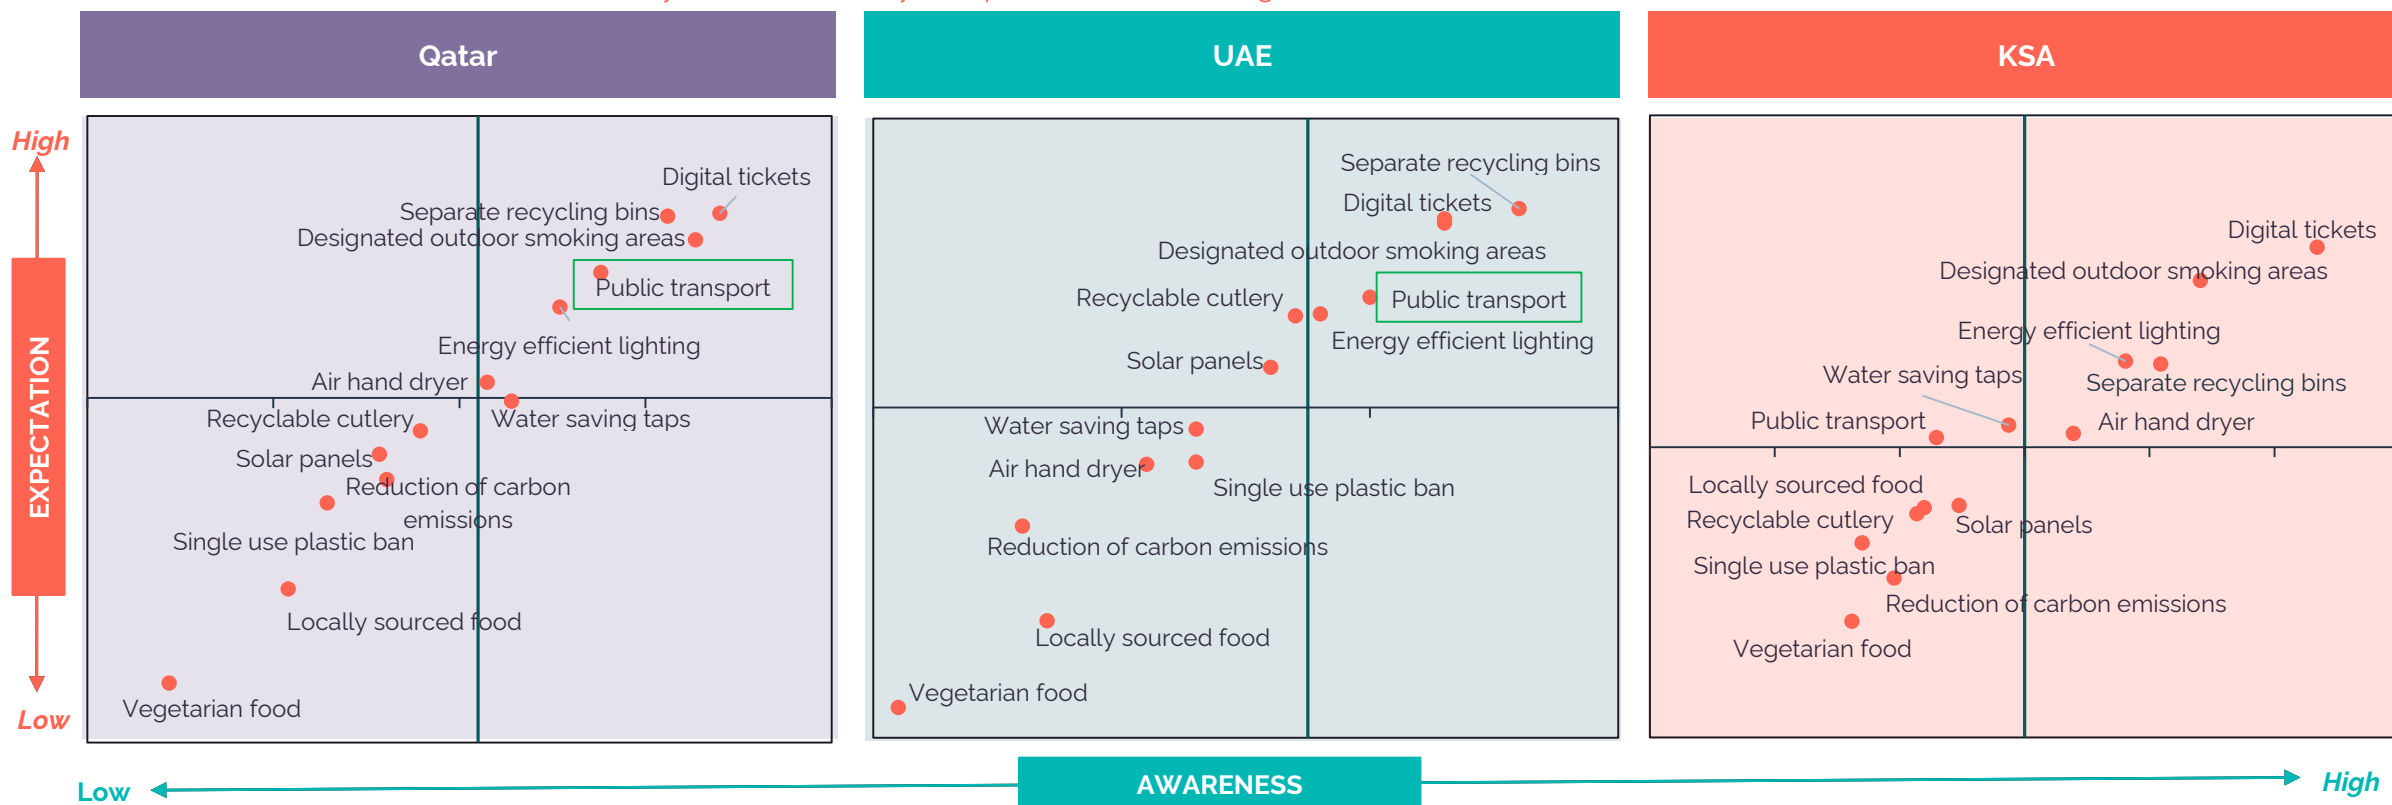 Qatar
UAE
KSA
High
EXPECTATION
Low
Digital tickets
Separate recycling bins
Designated outdoor smoking areas
Public transport
Energy efficient lighting
Air hand dryer
Water saving taps
Recyclable cutlery
Solar panels
Reduction of carbon
emissions
Single use plastic ban
Locally sourced food
Vegetarian food
Separate recycling bins
Digital tickets
Designated outdoor smoking areas
Recyclable cutlery
Public transport
Energy efficient lighting
Solar panels
Water saving taps
Air hand dryer
Single use plastic ban
Reduction of carbon emissions
Locally sourced food
Vegetarian food
Digital tickets
Designated outdoor smoking areas
Energy efficient lighting
Water saving taps
Separate recycling bins
Public transport
Air hand dryer
Locally sourced food
Recyclable cutlery
Solar panels
Single use plastic ban
Reduction of carbon emissions
Vegetarian food
Low
AWARENESS
High